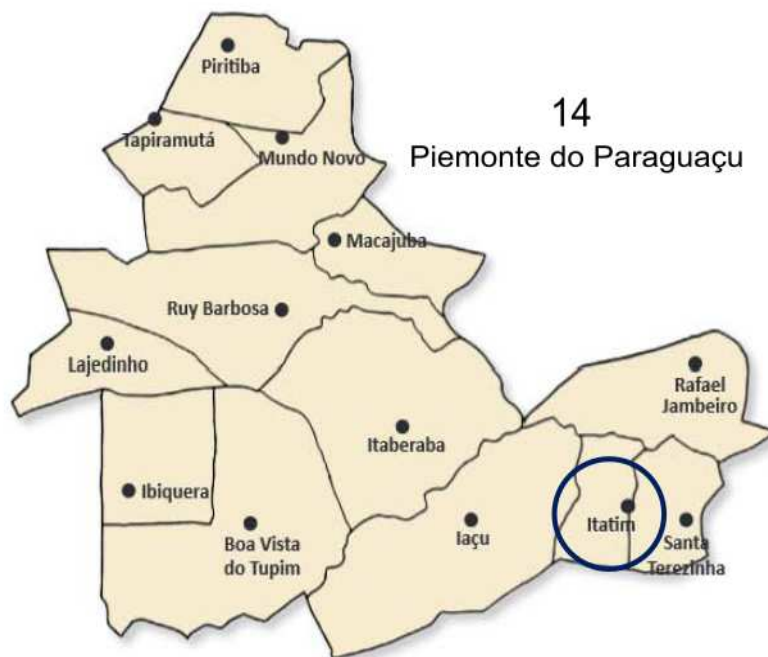 Piritiba
14
Piemonte do Paraguaçu
Tapiramutá
Mundo Novo
Macajuba
Ruy Barbosa
Lajedinho
Rafael
Jambeiro
Itaberaba
Ibiquera
Boa Vista
do Tupim
Iaçu
Itatim
Santa
Terezinha